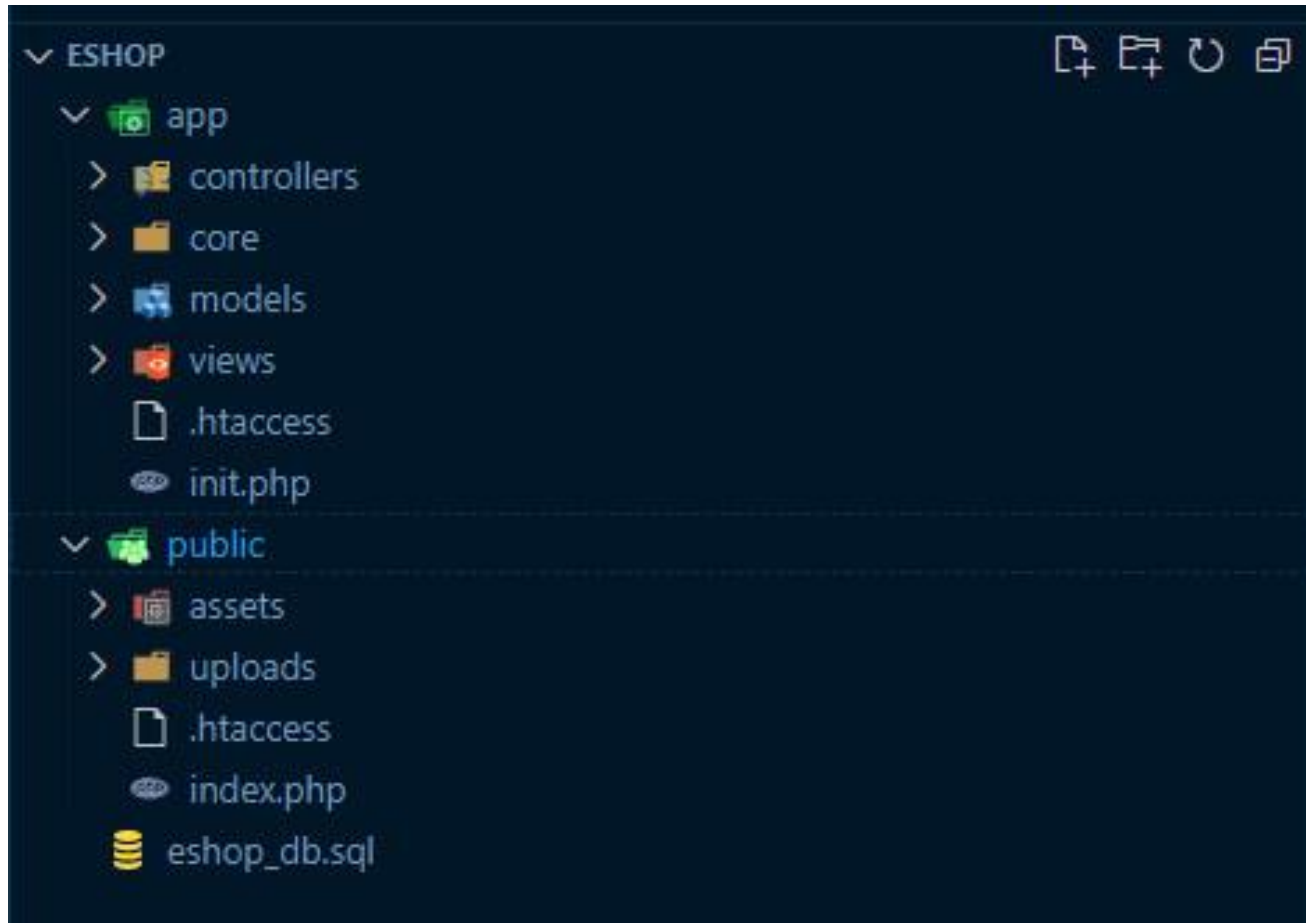 ESHOP
app
controllers
core
models
views
.htaccess
init.php
public
assets
uploads
.htaccess
index.php
eshop_db.sql